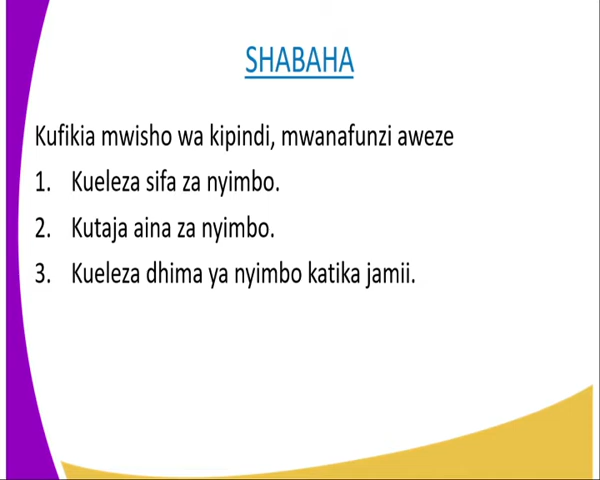 SHABAHA
Kufikia mwisho wa kipindi, mwanafunzi aweze
1. Kueleza sifa za nyimbo.
2. Kutaja aina za nyimbo.
3. Kueleza dhima ya nyimbo katika jamii.